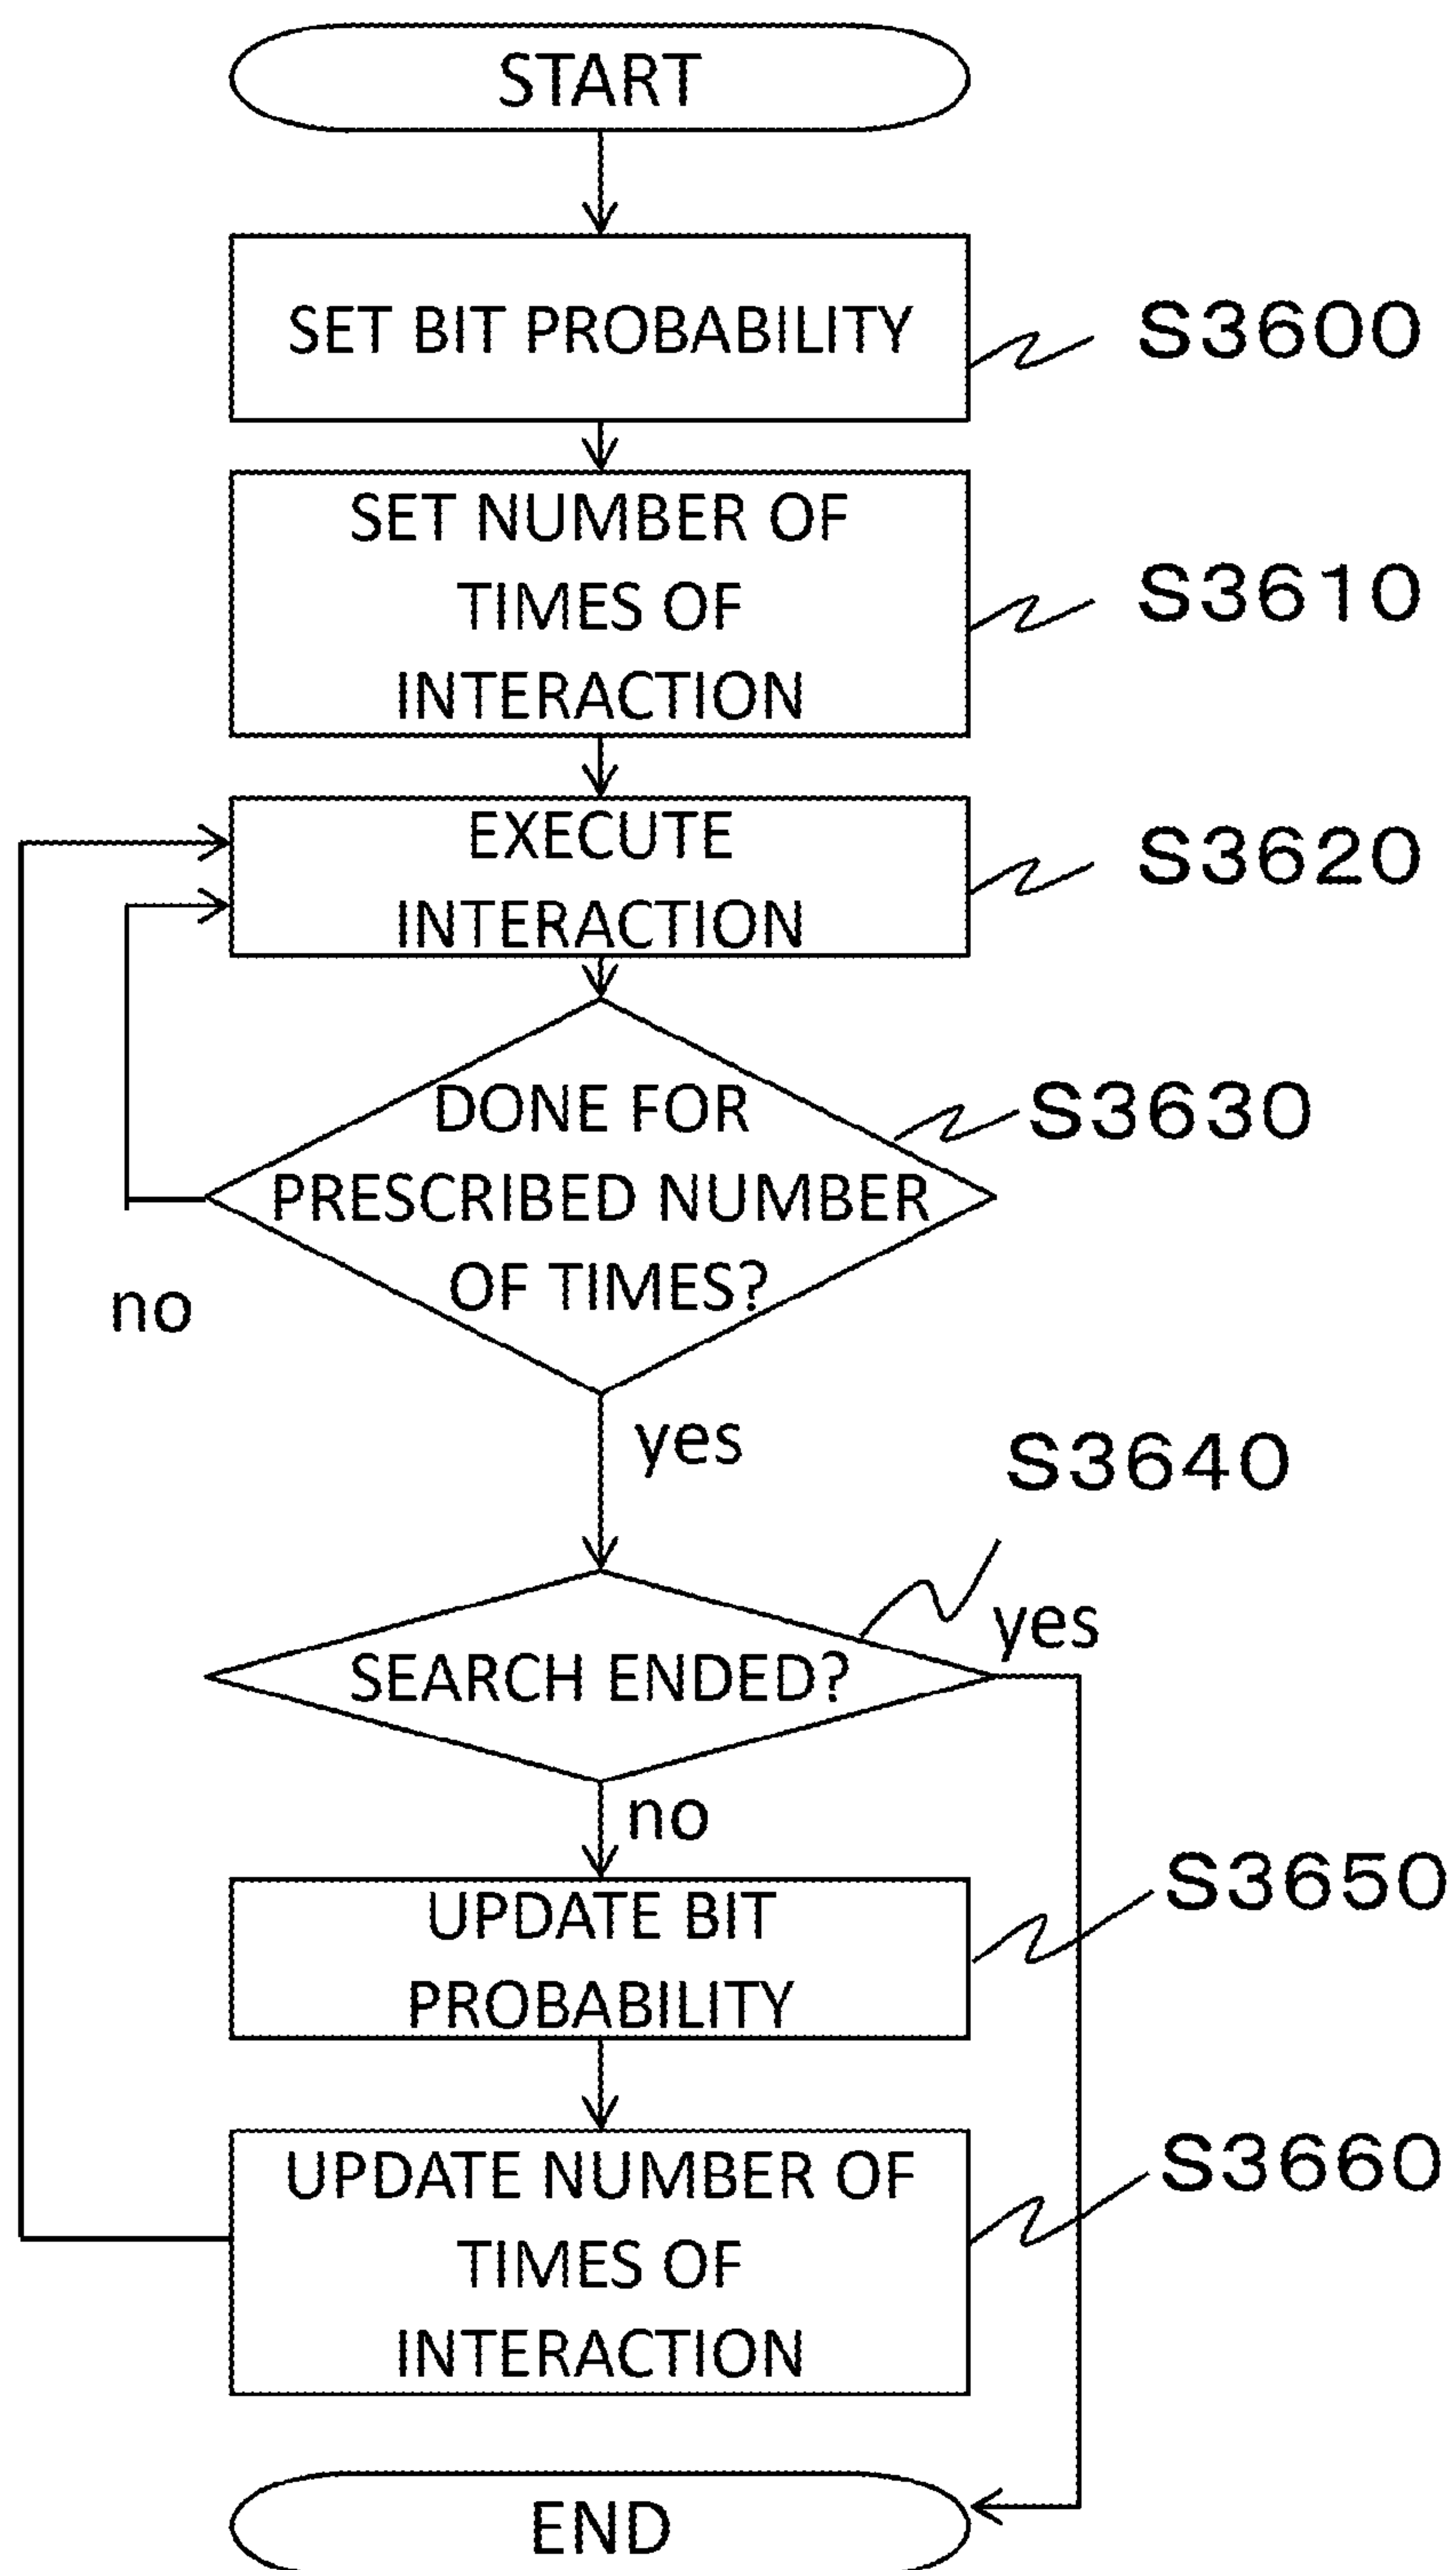 START
SET BIT PROBABILITY
S3600
SET NUMBER OF
TIMES OF
INTERACTION
S3610
EXECUTE
INTERACTION
S3620
DONE FOR
PRESCRIBED NUMBER
OF TIMES?
S3630
no
yes
S3640
SEARCH ENDED?
yes
no
UPDATE BIT
PROBABILITY
S3650
UPDATE NUMBER OF
TIMES OF
INTERACTION
S3660
END